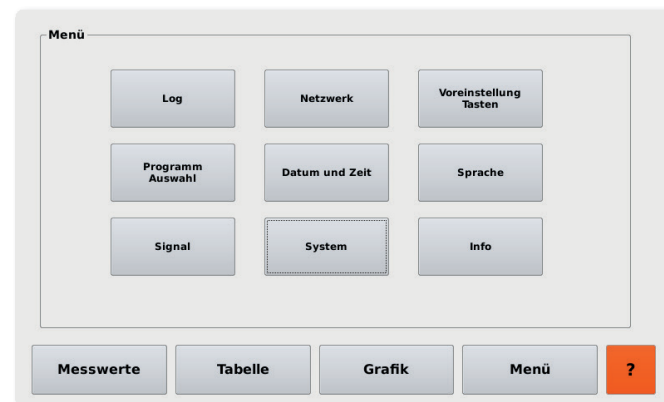 Menü
Log
Netzwerk
Voreinstellung
Tasten
Programm
Auswahl
Datum und Zeit
Sprache
Signal
System
Info
Messwerte
Tabelle
Grafik
Menü
?